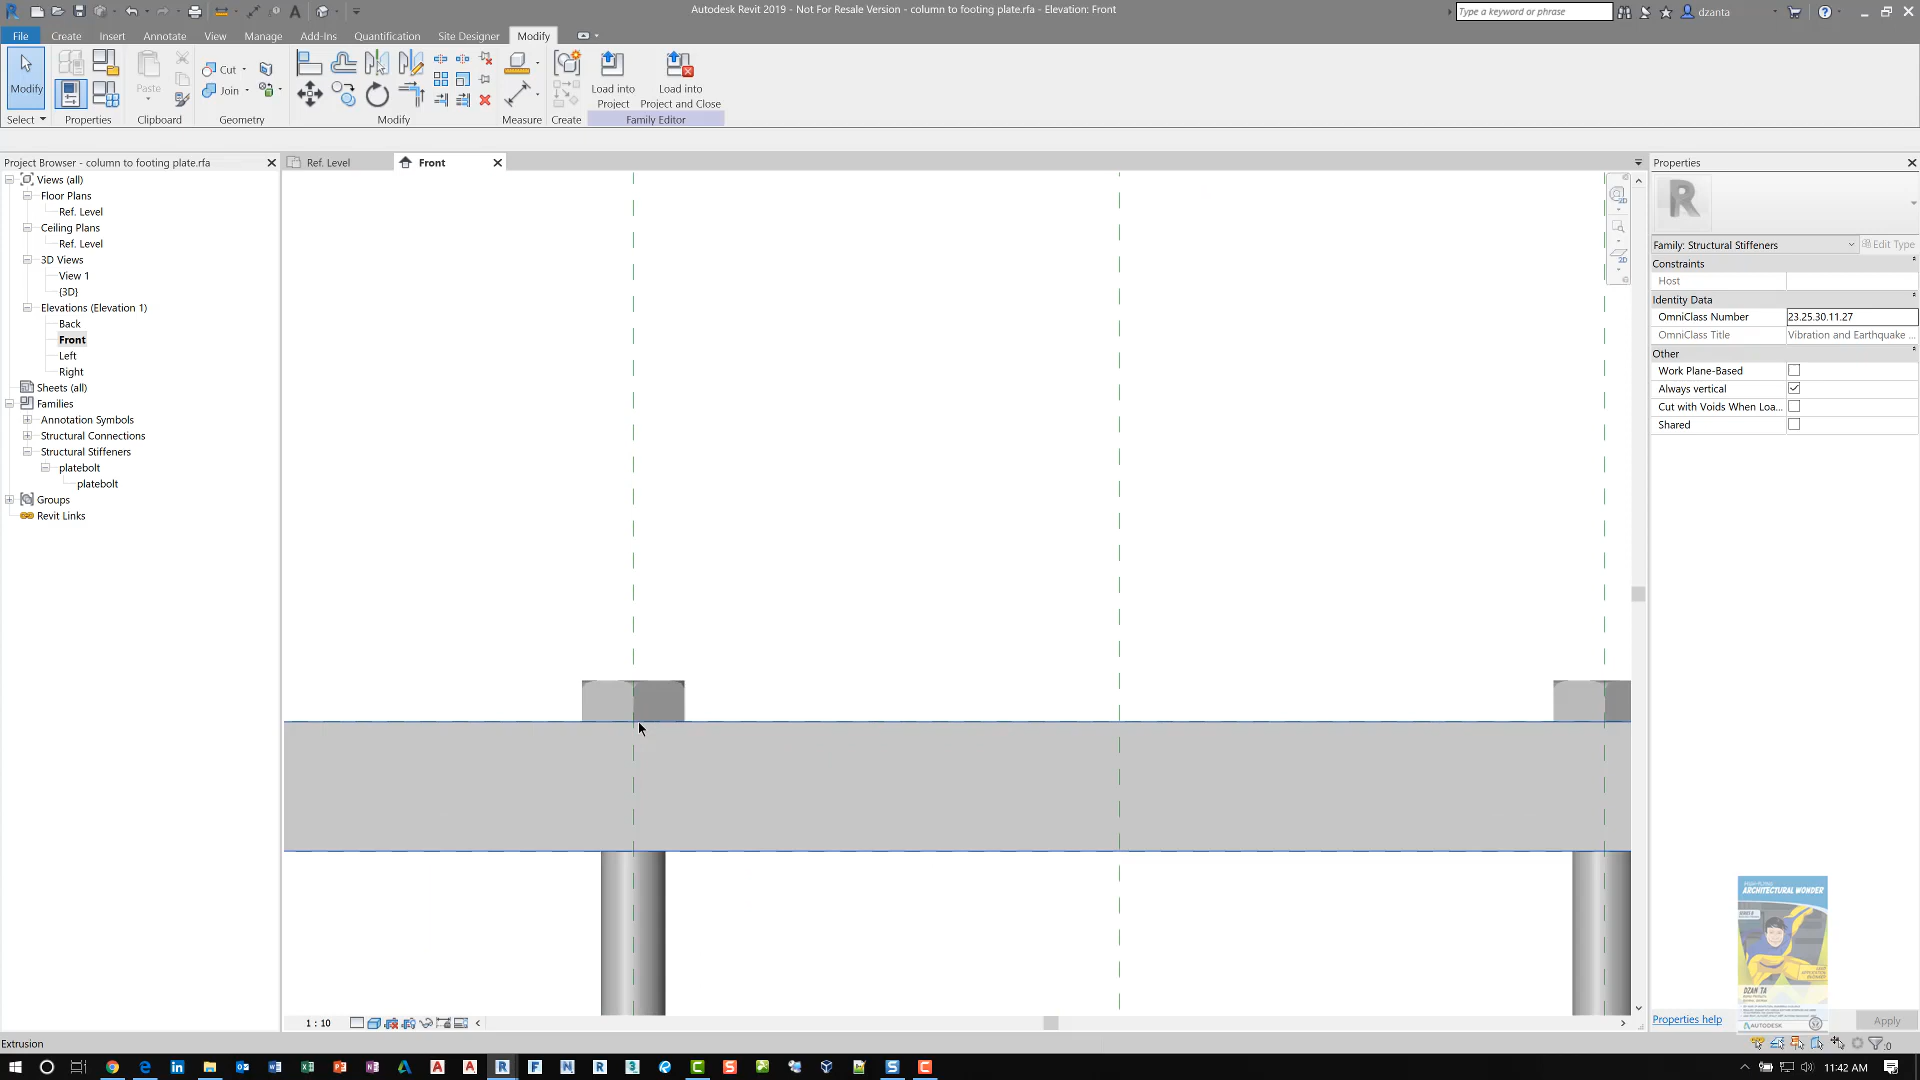 Autodesk Revit 2019 - Not For Resale Version - column to footing plate.rfa - Elevation: Front
Type a keyword or phrase
dzanta
File Create Insert Annotate View Manage Add-Ins Quantification Site Designer Modify
Modify
Paste
Cut
Join
Load into
Project
Load into
Project and Close
Select Properties Clipboard Geometry Modify Measure Create Family Editor
Project Browser - column to footing plate.rfa
Ref. Level
Front
Properties
Views (all)
Floor Plans
Ref. Level
Ceiling Plans
Ref. Level
3D Views
View 1
{3D}
Elevations (Elevation 1)
Back
Front
Left
Right
Sheets (all)
Families
Annotation Symbols
Structural Connections
Structural Stiffeners
platebolt
platebolt
Groups
Revit Links
2D
2D
R
Family: Structural Stiffeners
Edit Type
Constraints
Host
Identity Data
OmniClass Number 23.25.30.11.27
OmniClass Title Vibration and Earthquake ...
Other
Work Plane-Based
Always vertical
Cut with Voids When Loa...
Shared
ARCHITECTURAL WONDER
DZAN TA
AUTODESK
Properties help
Apply
1 : 10
Extrusion
:0
11:42 AM